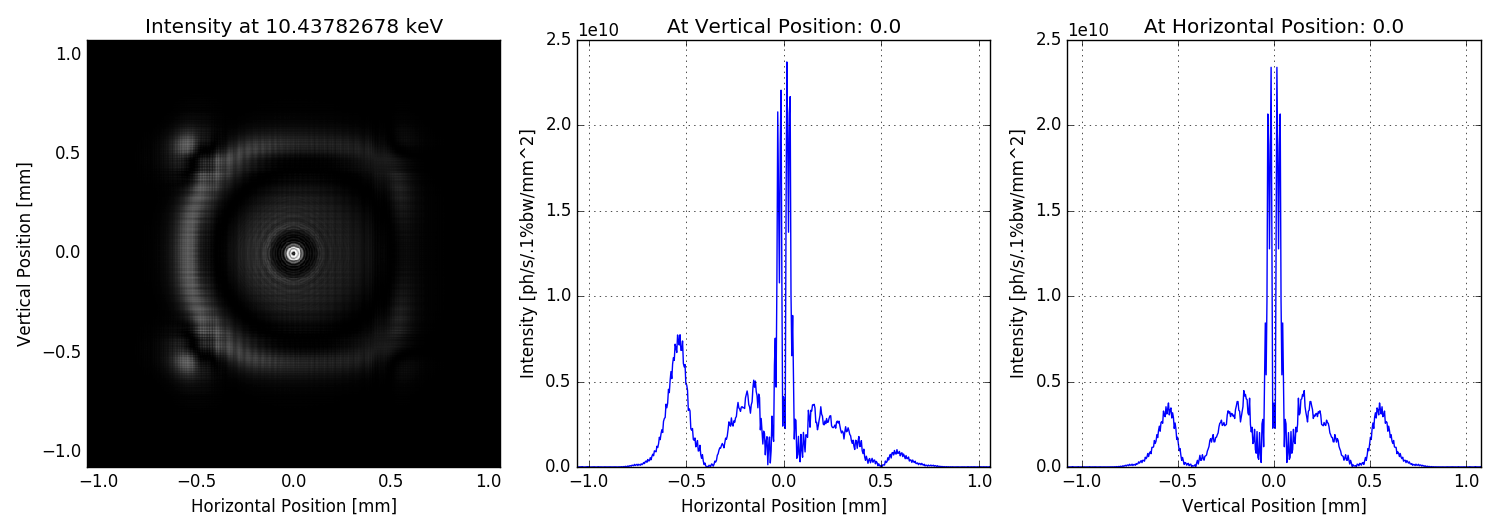 Intensity at 10.43782678 keV
1.0
0.5
0.0
−0.5
−1.0
Vertical Position [mm]
−1.0 −0.5 0.0 0.5 1.0
Horizontal Position [mm]
1e10 At Vertical Position: 0.0
2.5
2.0
1.5
1.0
0.5
0.0
Intensity [ph/s/.1%bw/mm^2]
−1.0 −0.5 0.0 0.5 1.0
Horizontal Position [mm]
1e10 At Horizontal Position: 0.0
2.5
2.0
1.5
1.0
0.5
0.0
Intensity [ph/s/.1%bw/mm^2]
−1.0 −0.5 0.0 0.5 1.0
Vertical Position [mm]